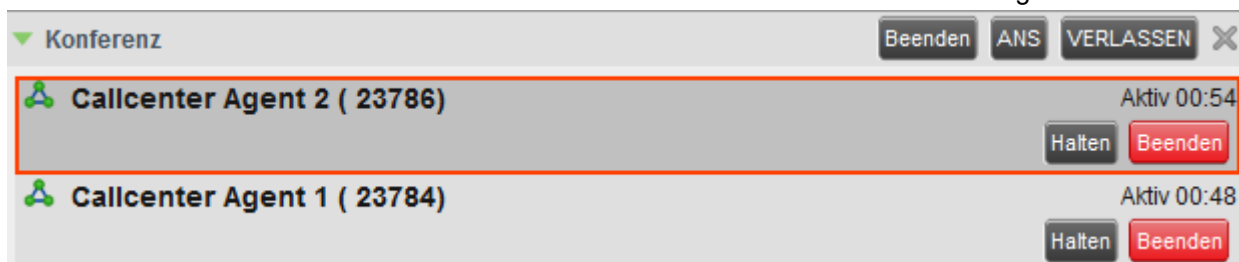 Konferenz Beenden ANS VERLASSEN
Callcenter Agent 2 ( 23786) Aktiv 00:54
Halten Beenden
Callcenter Agent 1 ( 23784) Aktiv 00:48
Halten Beenden